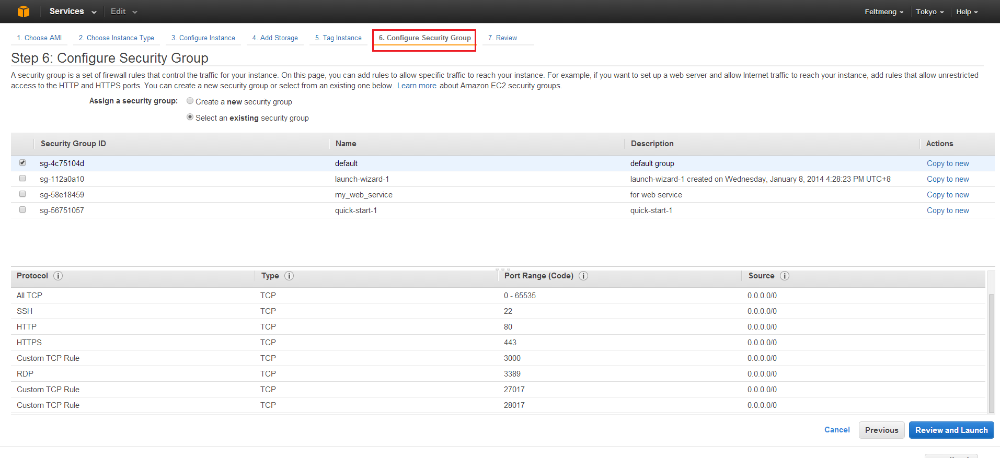 Services Edit Feltmeng Tokyo Help
1. Choose AMI 2. Choose Instance Type 3. Configure Instance 4. Add Storage 5. Tag Instance 6. Configure Security Group 7. Review
Step 6: Configure Security Group
A security group is a set of firewall rules that control the traffic for your instance. On this page, you can add rules to allow specific traffic to reach your instance. For example, if you want to set up a web server and allow Internet traffic to reach your instance, add rules that allow unrestricted
access to the HTTP and HTTPS ports. You can create a new security group or select from an existing one below. Learn more about Amazon EC2 security groups.
Assign a security group: Create a new security group
Select an existing security group
Security Group ID Name Description Actions
sg-4c75104d default default group Copy to new
sg-112a0a10 launch-wizard-1 launch-wizard-1 created on Wednesday, January 8, 2014 4:28:23 PM UTC+8 Copy to new
sg-58e18459 my_web_service for web service Copy to new
sg-56751057 quick-start-1 quick-start-1 Copy to new
Protocol i Type i Port Range (Code) i Source i
All TCP TCP 0 - 65535 0.0.0.0/0
SSH TCP 22 0.0.0.0/0
HTTP TCP 80 0.0.0.0/0
HTTPS TCP 443 0.0.0.0/0
Custom TCP Rule TCP 3000 0.0.0.0/0
RDP TCP 3389 0.0.0.0/0
Custom TCP Rule TCP 27017 0.0.0.0/0
Custom TCP Rule TCP 28017 0.0.0.0/0
Cancel Previous Review and Launch